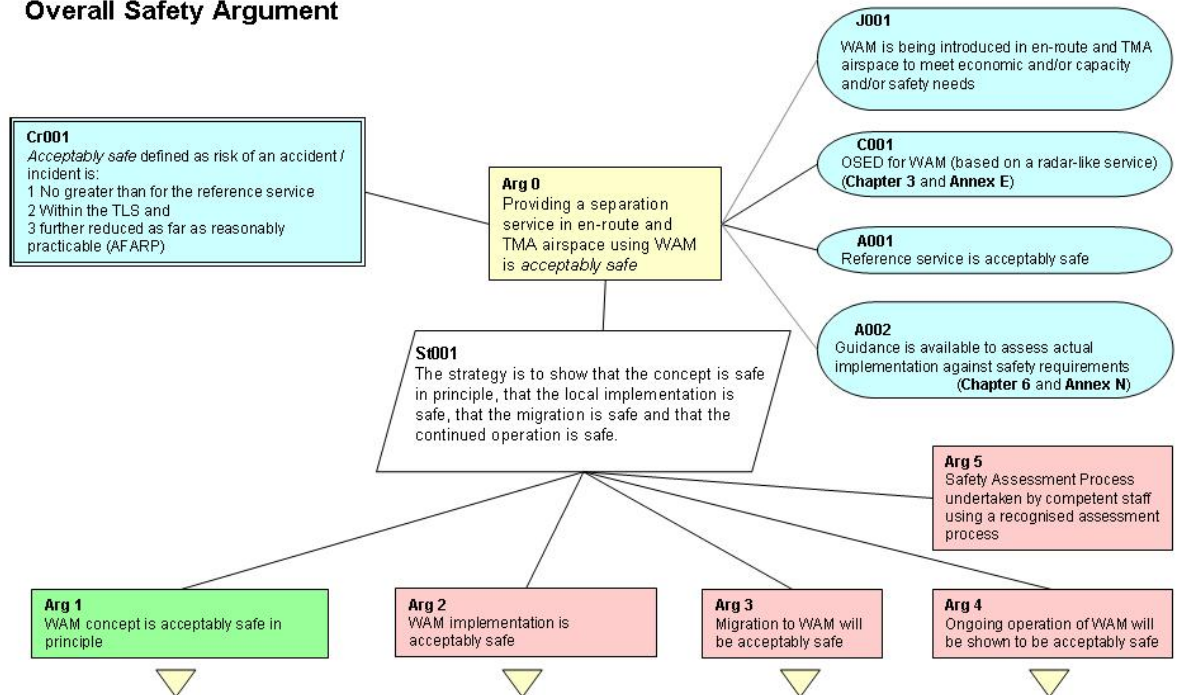 Overall Safety Argument
J001
WAM is being introduced in en-route and TMA
airspace to meet economic and/or capacity
and/or safety needs
Cr001
Acceptably safe defined as risk of an accident /
incident is:
1 No greater than for the reference service
2 Within the TLS and
3 further reduced as far as reasonably
practicable (AFARP)
Arg 0
Providing a separation
service in en-route and
TMA airspace using WAM
is acceptably safe
C001
OSED for WAM (based on a radar-like service)
(Chapter 3 and Annex E)
A001
Reference service is acceptably safe
A002
Guidance is available to assess actual
implementation against safety requirements
(Chapter 6 and Annex N)
St001
The strategy is to show that the concept is safe
in principle, that the local implementation is
safe, that the migration is safe and that the
continued operation is safe.
Arg 5
Safety Assessment Process
undertaken by competent staff
using a recognised assessment
process
Arg 1
WAM concept is acceptably safe in
principle
Arg 2
WAM implementation is
acceptably safe
Arg 3
Migration to WAM will
be acceptably safe
Arg 4
Ongoing operation of WAM will
be shown to be acceptably safe